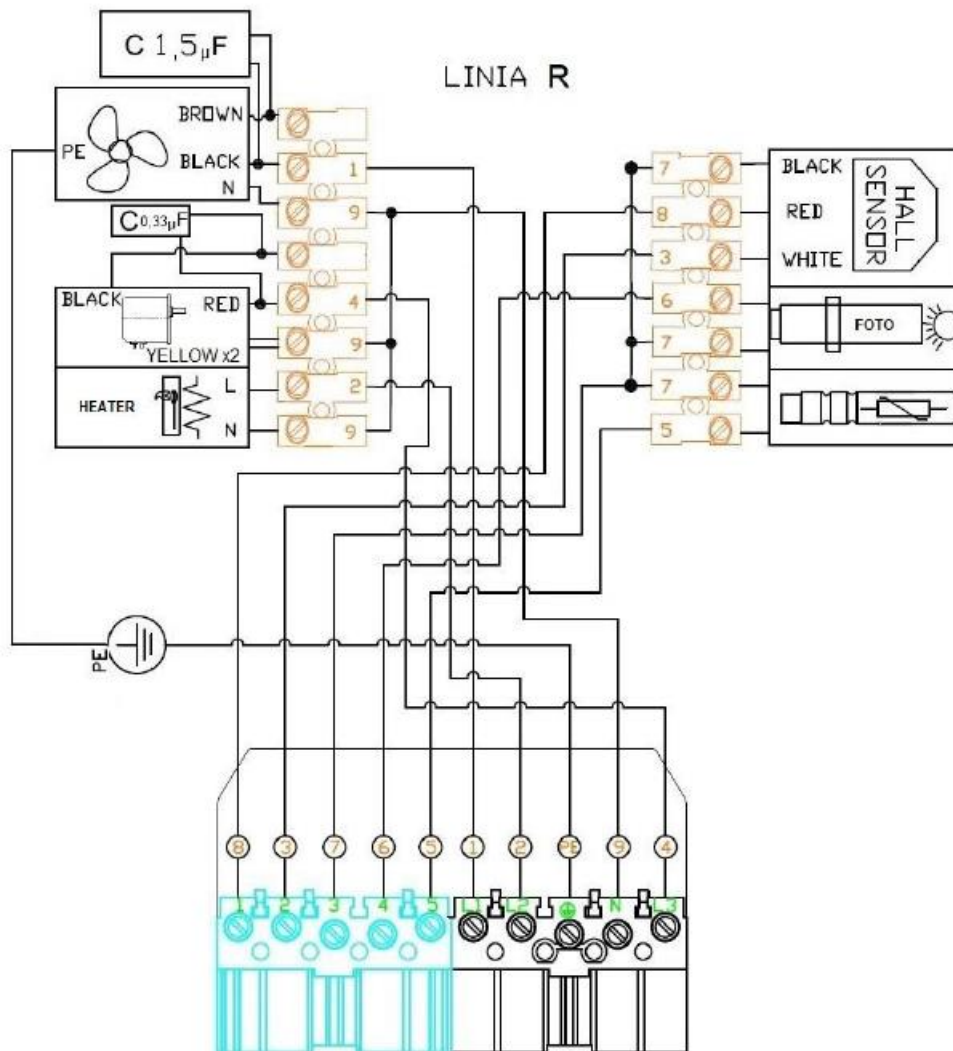 C 1,5µF
LINIA R
BROWN
PE
BLACK
N
1
9
C 0,33µF
BLACK
RED
4
YELLOW x2
9
HEATER
L
2
N
9
7
BLACK
8
RED
3
WHITE
HALL
SENSOR
6
FOTO
7
7
5
PE
8
3
7
6
5
1
2
PE
9
4
1
2
3
4
5
L1
L2
N
L3